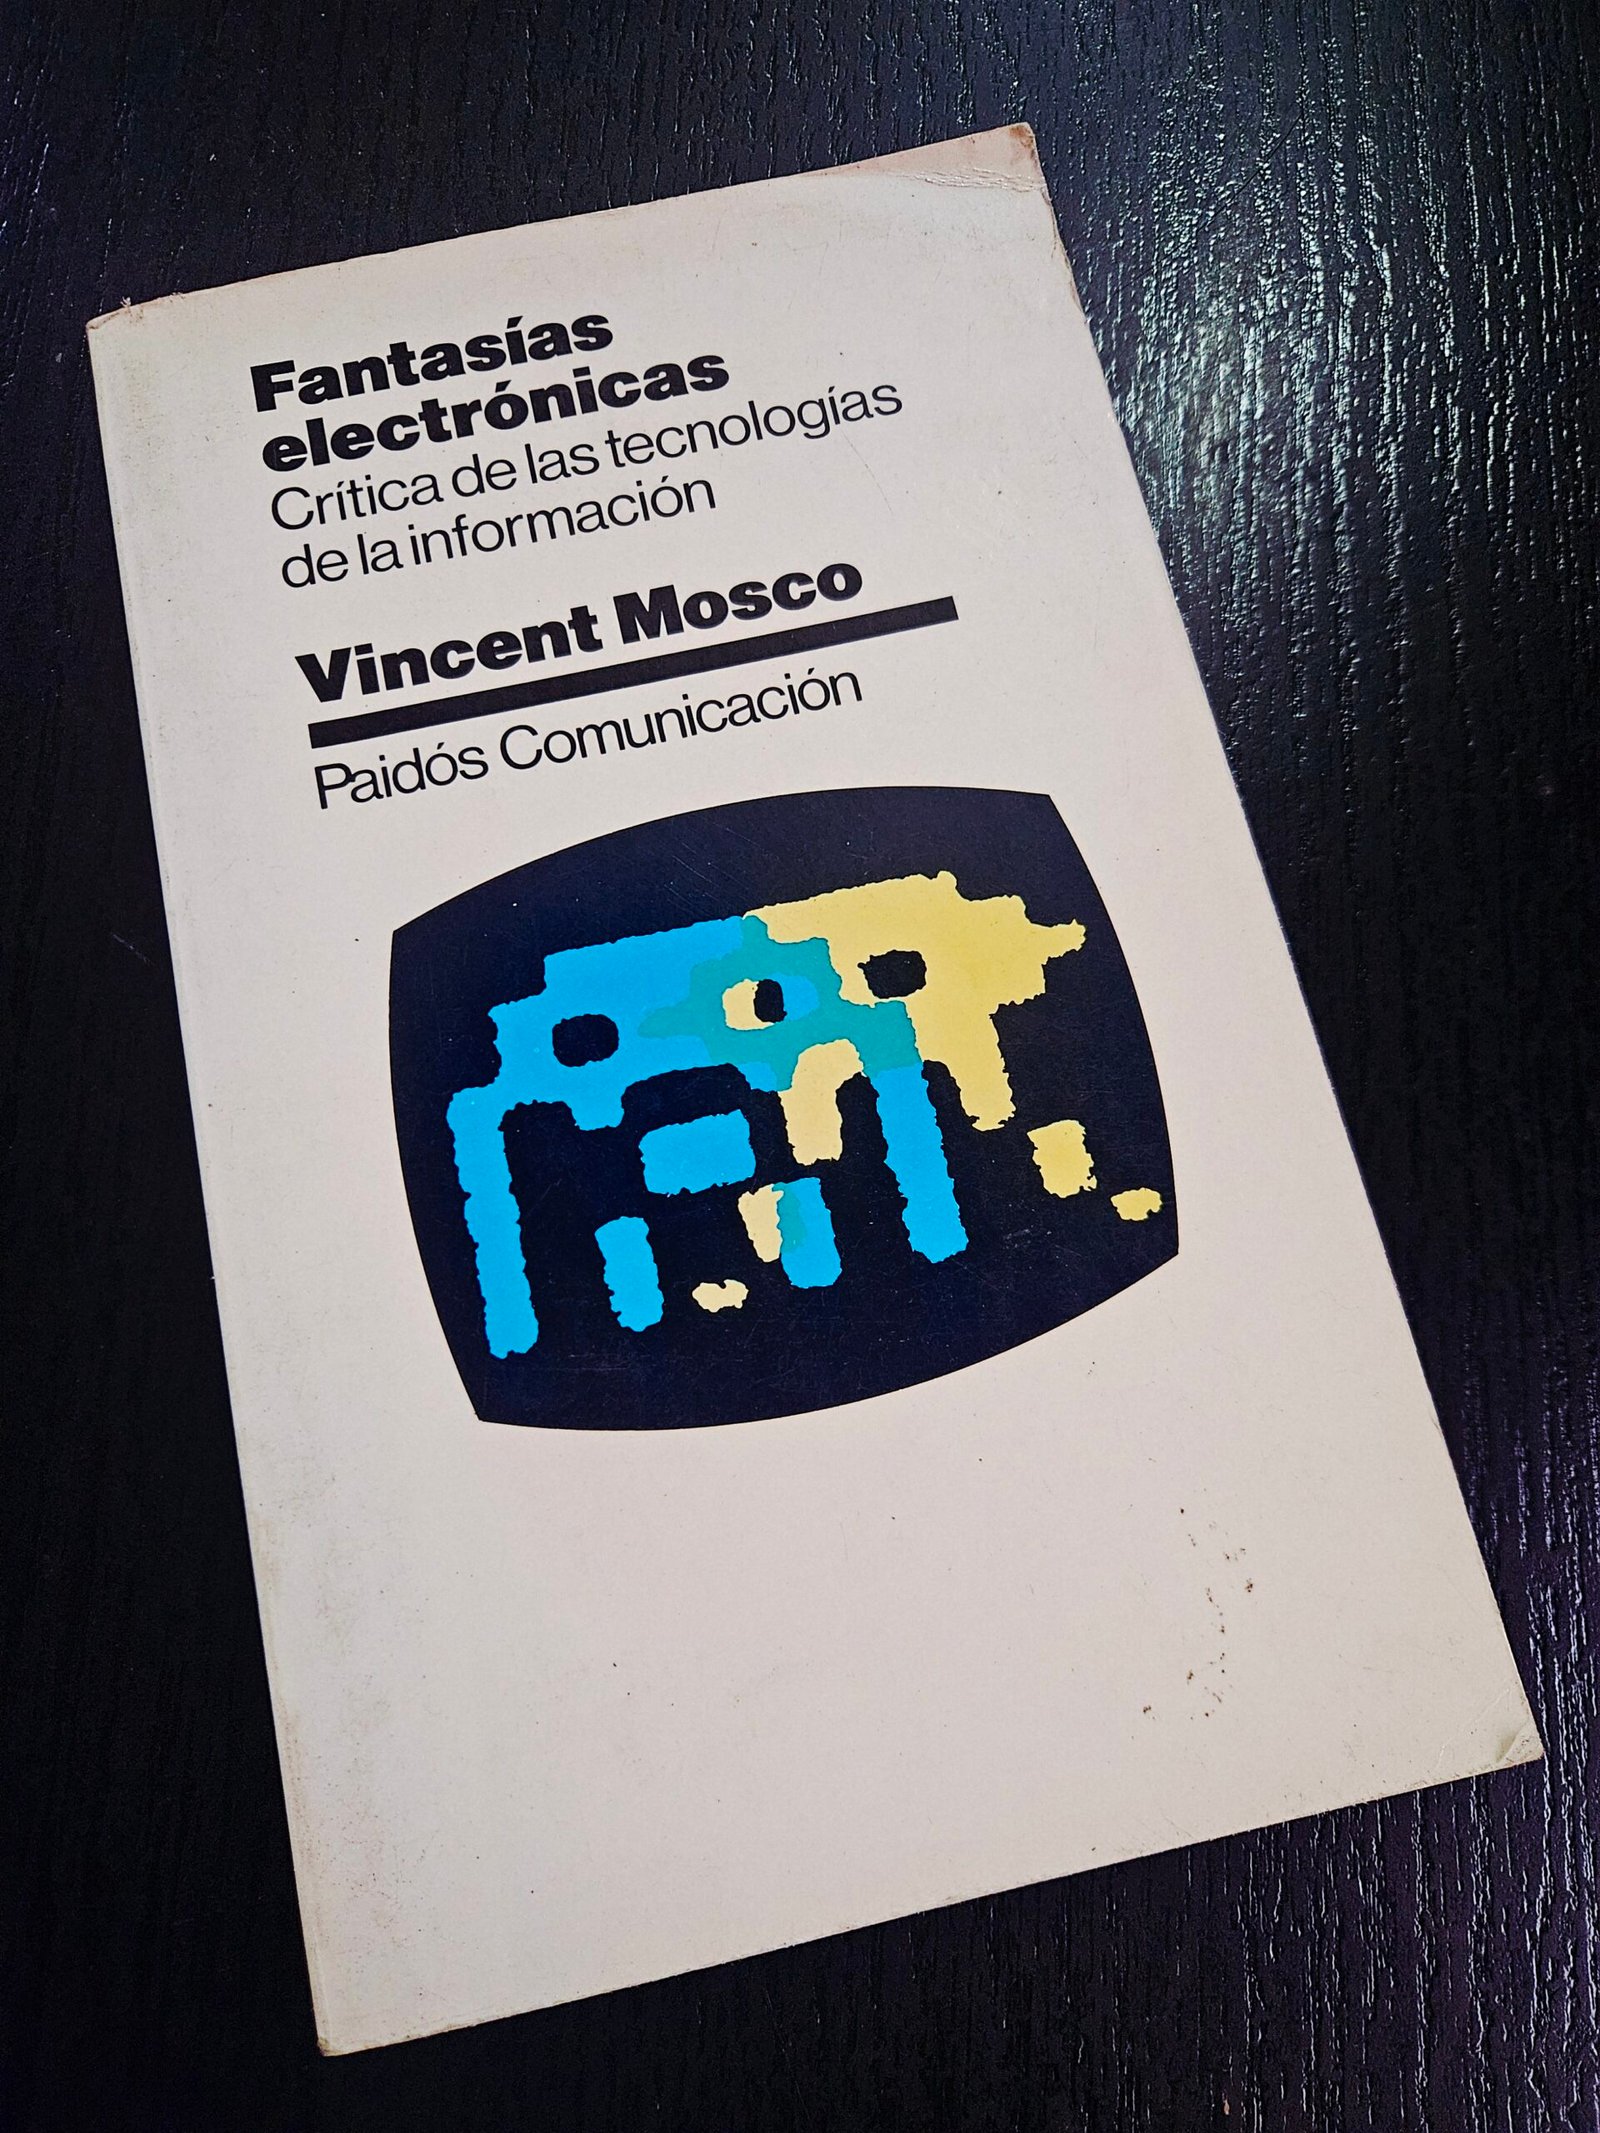 Fantasías
electrónicas
Crítica de las tecnologías
de la información
Vincent Mosco
Paidós Comunicación